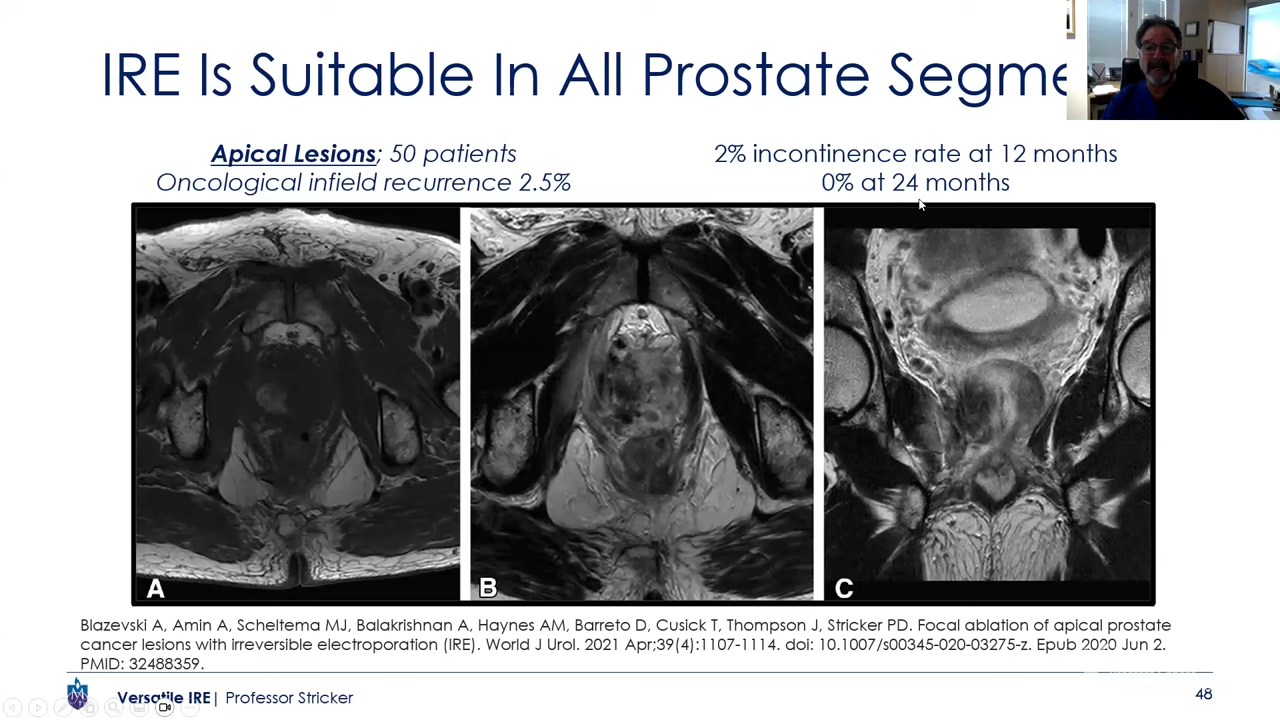 IRE Is Suitable In All Prostate Segme
Apical Lesions; 50 patients
Oncological infield recurrence 2.5%
2% incontinence rate at 12 months
0% at 24 months
A
B
C
Blazevski A, Amin A, Scheltema MJ, Balakrishnan A, Haynes AM, Barreto D, Cusick T, Thompson J, Stricker PD. Focal ablation of apical prostate
cancer lesions with irreversible electroporation (IRE). World J Urol. 2021 Apr;39(4):1107-1114. doi: 10.1007/s00345-020-03275-z. Epub 2020 Jun 2.
PMID: 32488359.
Versatile IRE| Professor Stricker
48